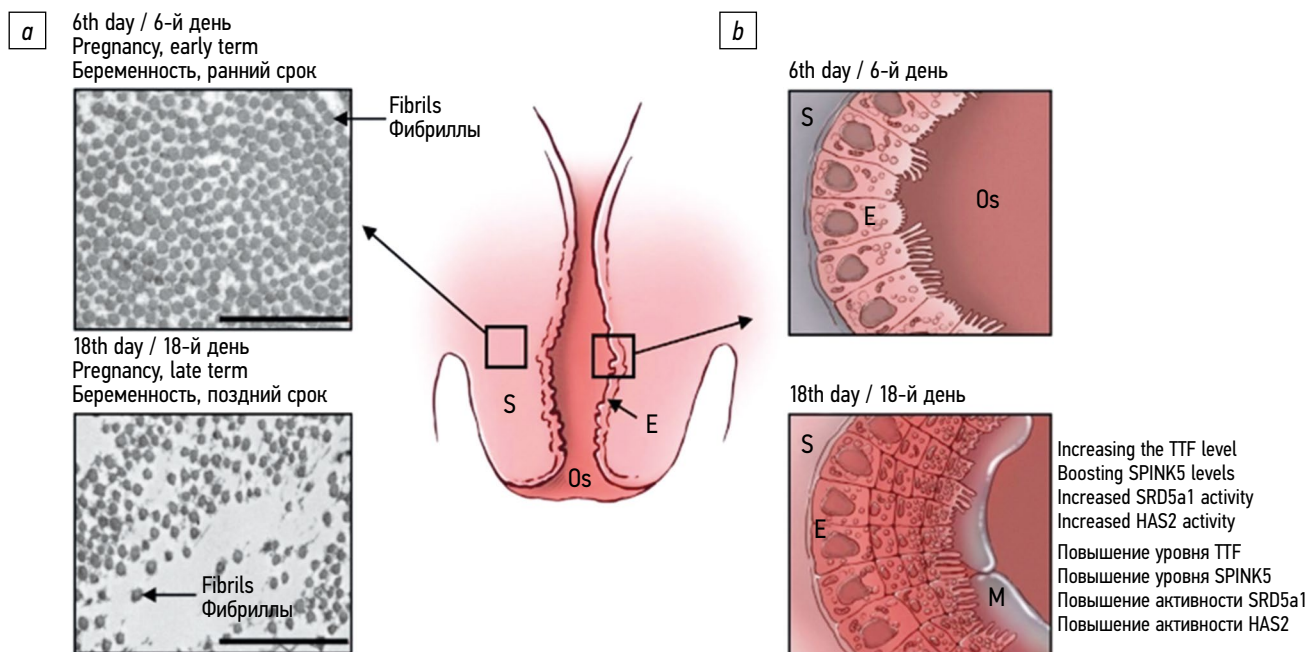 a
6th day / 6-й день
Pregnancy, early term
Беременность, ранний срок
Fibrils
Фибриллы
18th day / 18-й день
Pregnancy, late term
Беременность, поздний срок
Fibrils
Фибриллы
S
E
Os
b
6th day / 6-й день
S
E
Os
18th day / 18-й день
S
E
M
Increasing the TTF level
Boosting SPINK5 levels
Increased SRD5a1 activity
Increased HAS2 activity
Повышение уровня TTF
Повышение уровня SPINK5
Повышение активности SRD5a1
Повышение активности HAS2